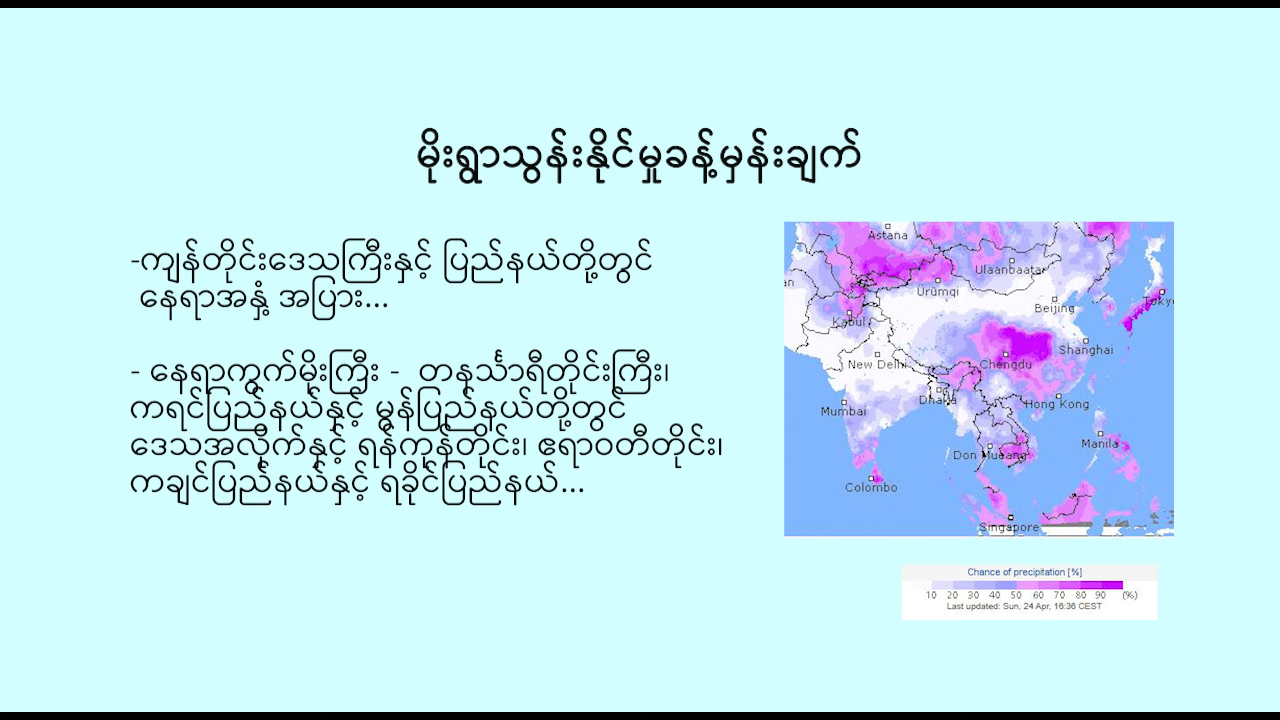 မိုးရွာသွန်းနိုင်မှုခန့်မှန်းချက်
-ကျန်တိုင်းဒေသကြီးနှင့် ပြည်နယ်တို့တွင်
နေရာအနှံ့ အပြား...
- နေရာကွက်မိုးကြီး - တနင်္သာရီတိုင်းကြီး၊
ကရင်ပြည်နယ်နှင့် မွန်ပြည်နယ်တို့တွင်
ဒေသအလိုက်နှင့် ရန်ကုန်တိုင်း၊ ဧရာဝတီတိုင်း၊
ကချင်ပြည်နယ်နှင့် ရခိုင်ပြည်နယ်...
Astana
Ulaanbaatar
Urumqi
Beijing
Tokyo
Kabul
Shanghai
New Delhi
Chengdu
Dhaka
Hong Kong
Mumbai
Manila
Don Mueang
Colombo
Singapore
Chance of precipitation [%]
10 20 30 40 50 60 70 80 90 (%)
Last updated: Sun, 24 Apr, 16:36 CEST